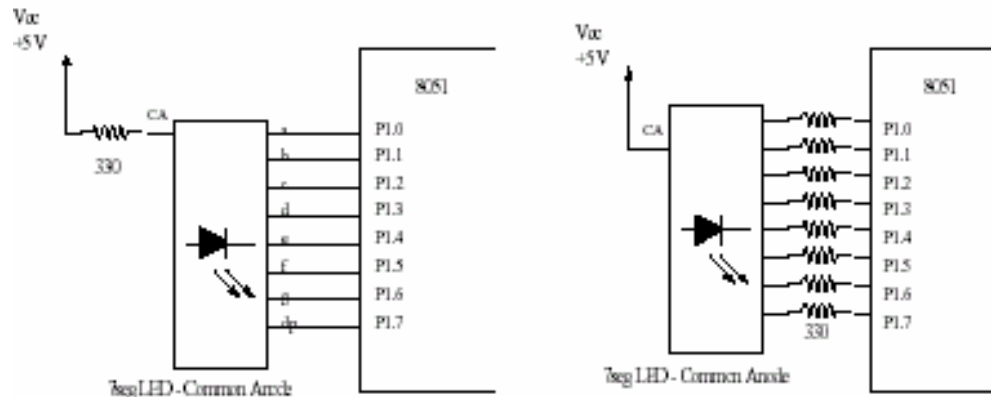 Vcc
+5 V
8051
CA
330
a
b
c
d
e
f
g
dp
P1.0
P1.1
P1.2
P1.3
P1.4
P1.5
P1.6
P1.7
7seg LED - Common Anode
Vcc
+5 V
8051
CA
P1.0
P1.1
P1.2
P1.3
P1.4
P1.5
P1.6
P1.7
330
7seg LED - Common Anode